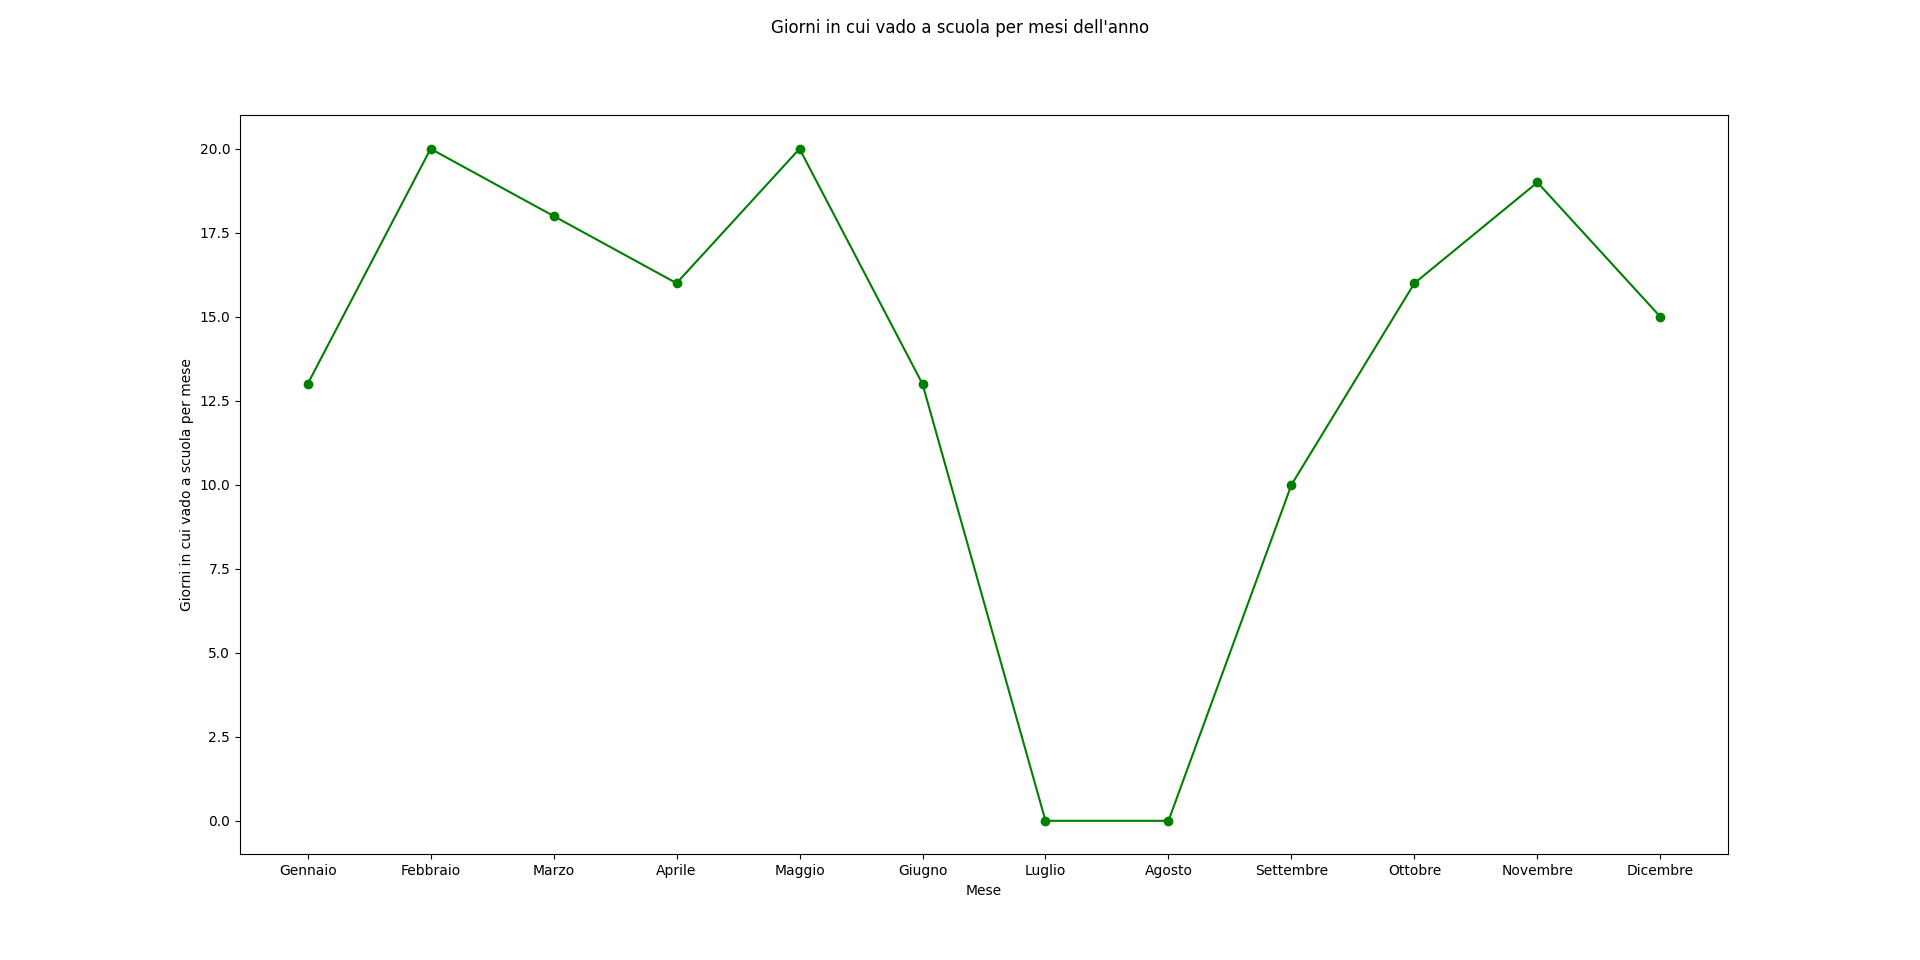 Giorni in cui vado a scuola per mesi dell'anno
Giorni in cui vado a scuola per mese
20.0
17.5
15.0
12.5
10.0
7.5
5.0
2.5
0.0
Gennaio Febbraio Marzo Aprile Maggio Giugno Luglio Agosto Settembre Ottobre Novembre Dicembre
Mese